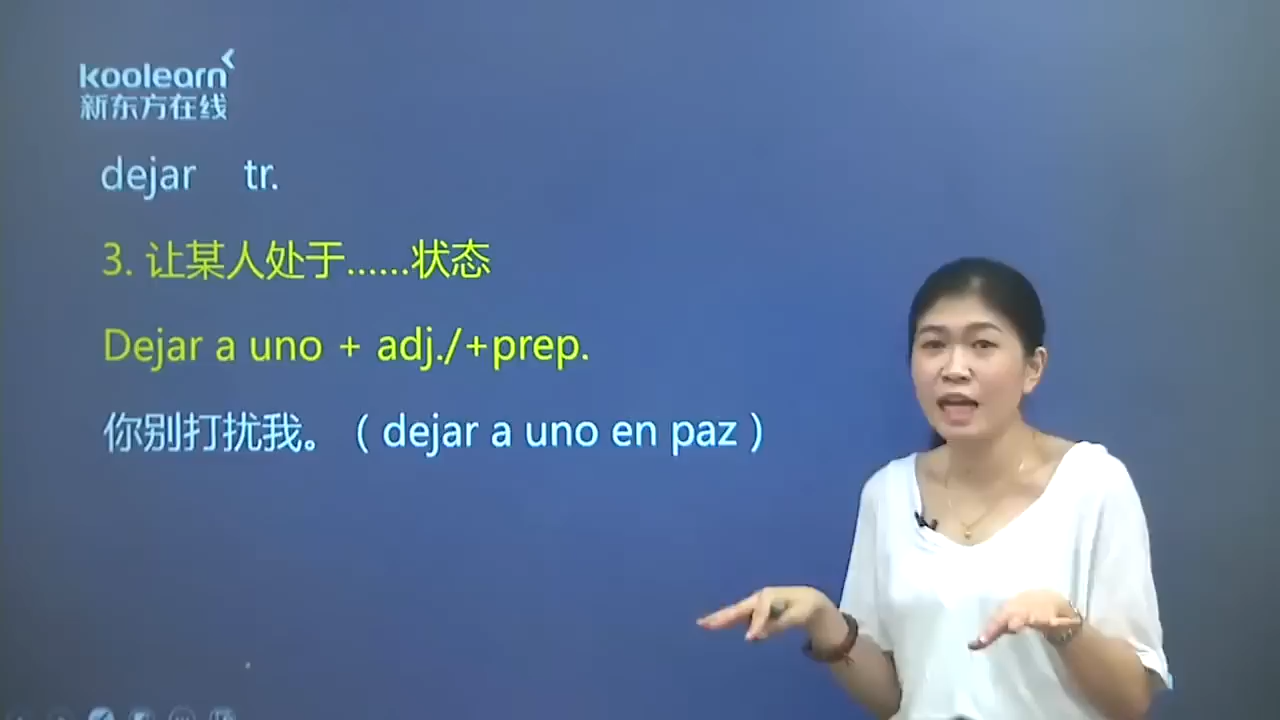 koolearn
新东方在线
dejar tr.
3. 让某人处于……状态
Dejar a uno + adj./+prep.
你别打扰我。（dejar a uno en paz）